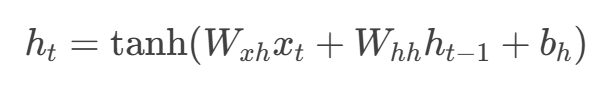 h_t = tanh(W_{xh}x_t + W_{hh}h_{t−1} + b_h)